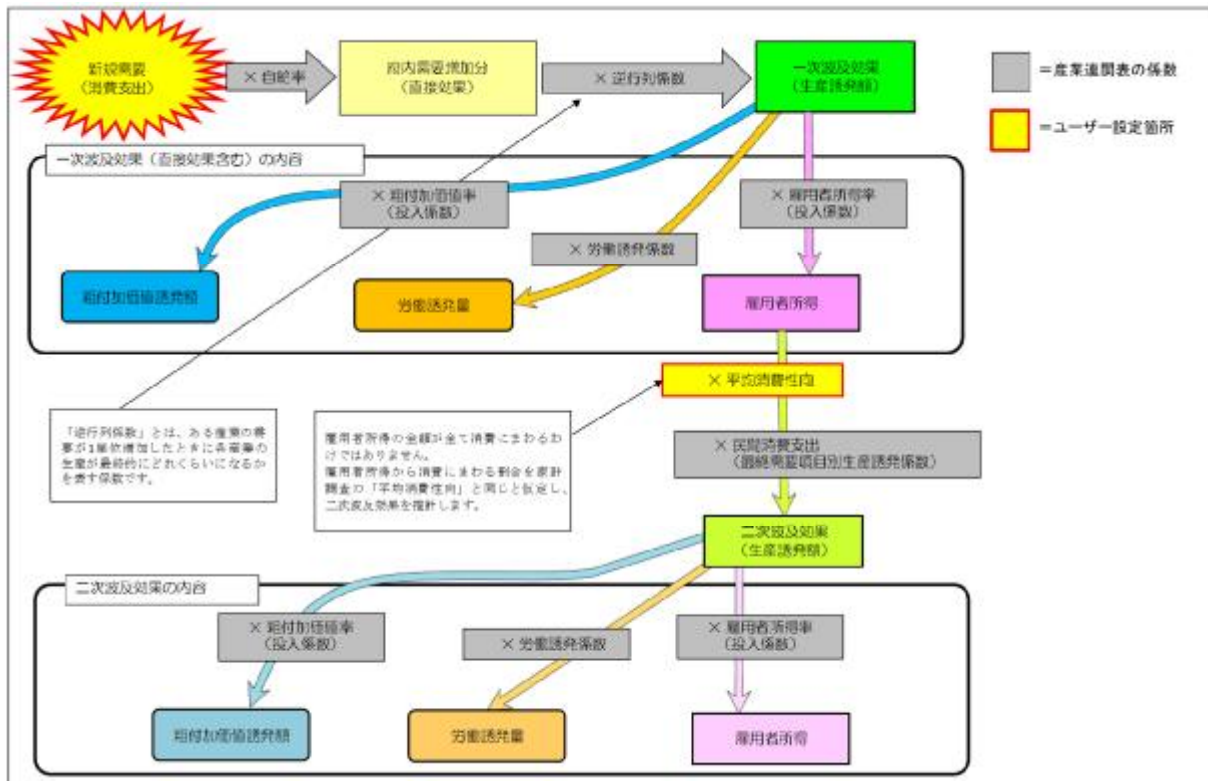 新規需要
(消費支出)
× 自給率
県内需要増加分
(直接効果)
× 逆行列係数
一次波及効果
(生産誘発額)
=産業連関表の係数
=ユーザー設定箇所
一次波及効果(直接効果含む)の内容
× 粗付加価値率
(投入係数)
× 雇用者所得率
(投入係数)
× 労働誘発係数
粗付加価値誘発額
労働誘発量
雇用者所得
× 平均消費性向
「逆行列係数」とは、ある産業の需
要が1単位増加したときに各産業の
生産が最終的にどれくらいになるか
を表す係数です。
雇用者所得の金額が全て消費にまわるわ
けではありません。
雇用者所得から消費にまわる割合を家計
調査の「平均消費性向」と同じと仮定し、
二次波及効果を推計します。
× 民間消費支出
(最終需要項目別生産誘発係数)
二次波及効果
(生産誘発額)
二次波及効果の内容
× 粗付加価値率
(投入係数)
× 労働誘発係数
× 雇用者所得率
(投入係数)
粗付加価値誘発額
労働誘発量
雇用者所得